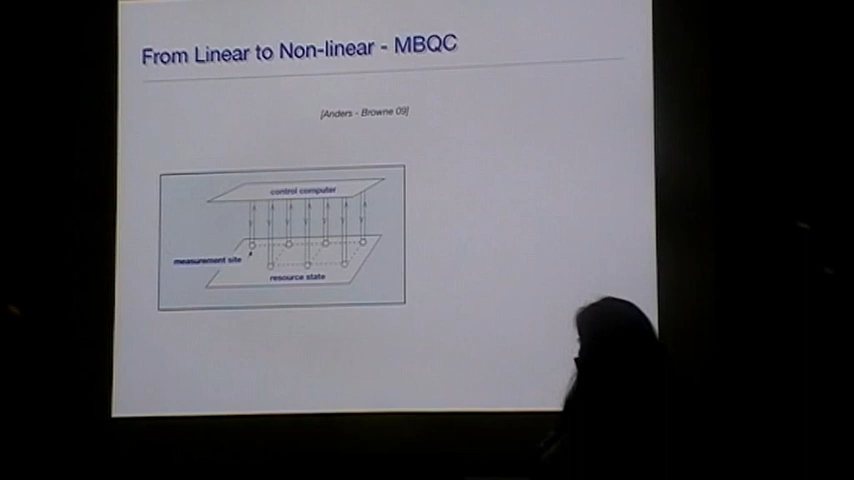 From Linear to Non-linear - MBQC
[Anders - Browne 09]
control computer
measurement site
resource state